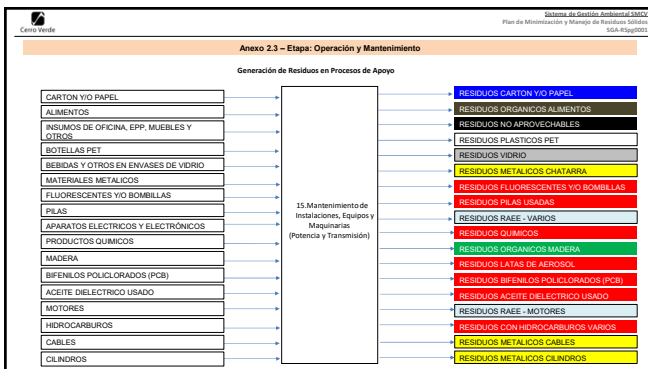 Cerro Verde
Sistema de Gestión Ambiental SMCV
Plan de Minimización y Manejo de Residuos Sólidos
SGA-RSpg0001
Anexo 2.3 – Etapa: Operación y Mantenimiento
Generación de Residuos en Procesos de Apoyo
CARTON Y/O PAPEL
ALIMENTOS
INSUMOS DE OFICINA, EPP, MUEBLES Y
OTROS
BOTELLAS PET
BEBIDAS Y OTROS EN ENVASES DE VIDRIO
MATERIALES METALICOS
FLUORESCENTES Y/O BOMBILLAS
PILAS
APARATOS ELECTRICOS Y ELECTRÓNICOS
PRODUCTOS QUIMICOS
MADERA
BIFENILOS POLICLORADOS (PCB)
ACEITE DIELECTRICO USADO
MOTORES
HIDROCARBUROS
CABLES
CILINDROS
15.Mantenimiento de
Instalaciones, Equipos y
Maquinarias
(Potencia y Transmisión)
RESIDUOS CARTON Y/O PAPEL
RESIDUOS ORGANICOS ALIMENTOS
RESIDUOS NO APROVECHABLES
RESIDUOS PLASTICOS PET
RESIDUOS VIDRIO
RESIDUOS METALICOS CHATARRA
RESIDUOS FLUORESCENTES Y/O BOMBILLAS
RESIDUOS PILAS USADAS
RESIDUOS RAEE - VARIOS
RESIDUOS QUIMICOS
RESIDUOS ORGANICOS MADERA
RESIDUOS LATAS DE AEROSOL
RESIDUOS BIFENILOS POLICLORADOS (PCB)
RESIDUOS ACEITE DIELECTRICO USADO
RESIDUOS RAEE - MOTORES
RESIDUOS CON HIDROCARBUROS VARIOS
RESIDUOS METALICOS CABLES
RESIDUOS METALICOS CILINDROS